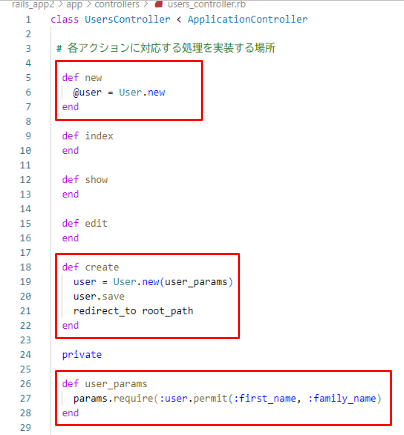 rails_app2 > app > controllers > users_controller.rb
1 class UsersController < ApplicationController
2
3 # 各アクションに対応する処理を実装する場所
4
5 def new
6 @user = User.new
7 end
8
9 def index
10 end
11
12 def show
13 end
14
15 def edit
16 end
17
18 def create
19 user = User.new(user_params)
20 user.save
21 redirect_to root_path
22 end
23
24 private
25
26 def user_params
27 params.require(:user.permit(:first_name, :family_name)
28 end
29